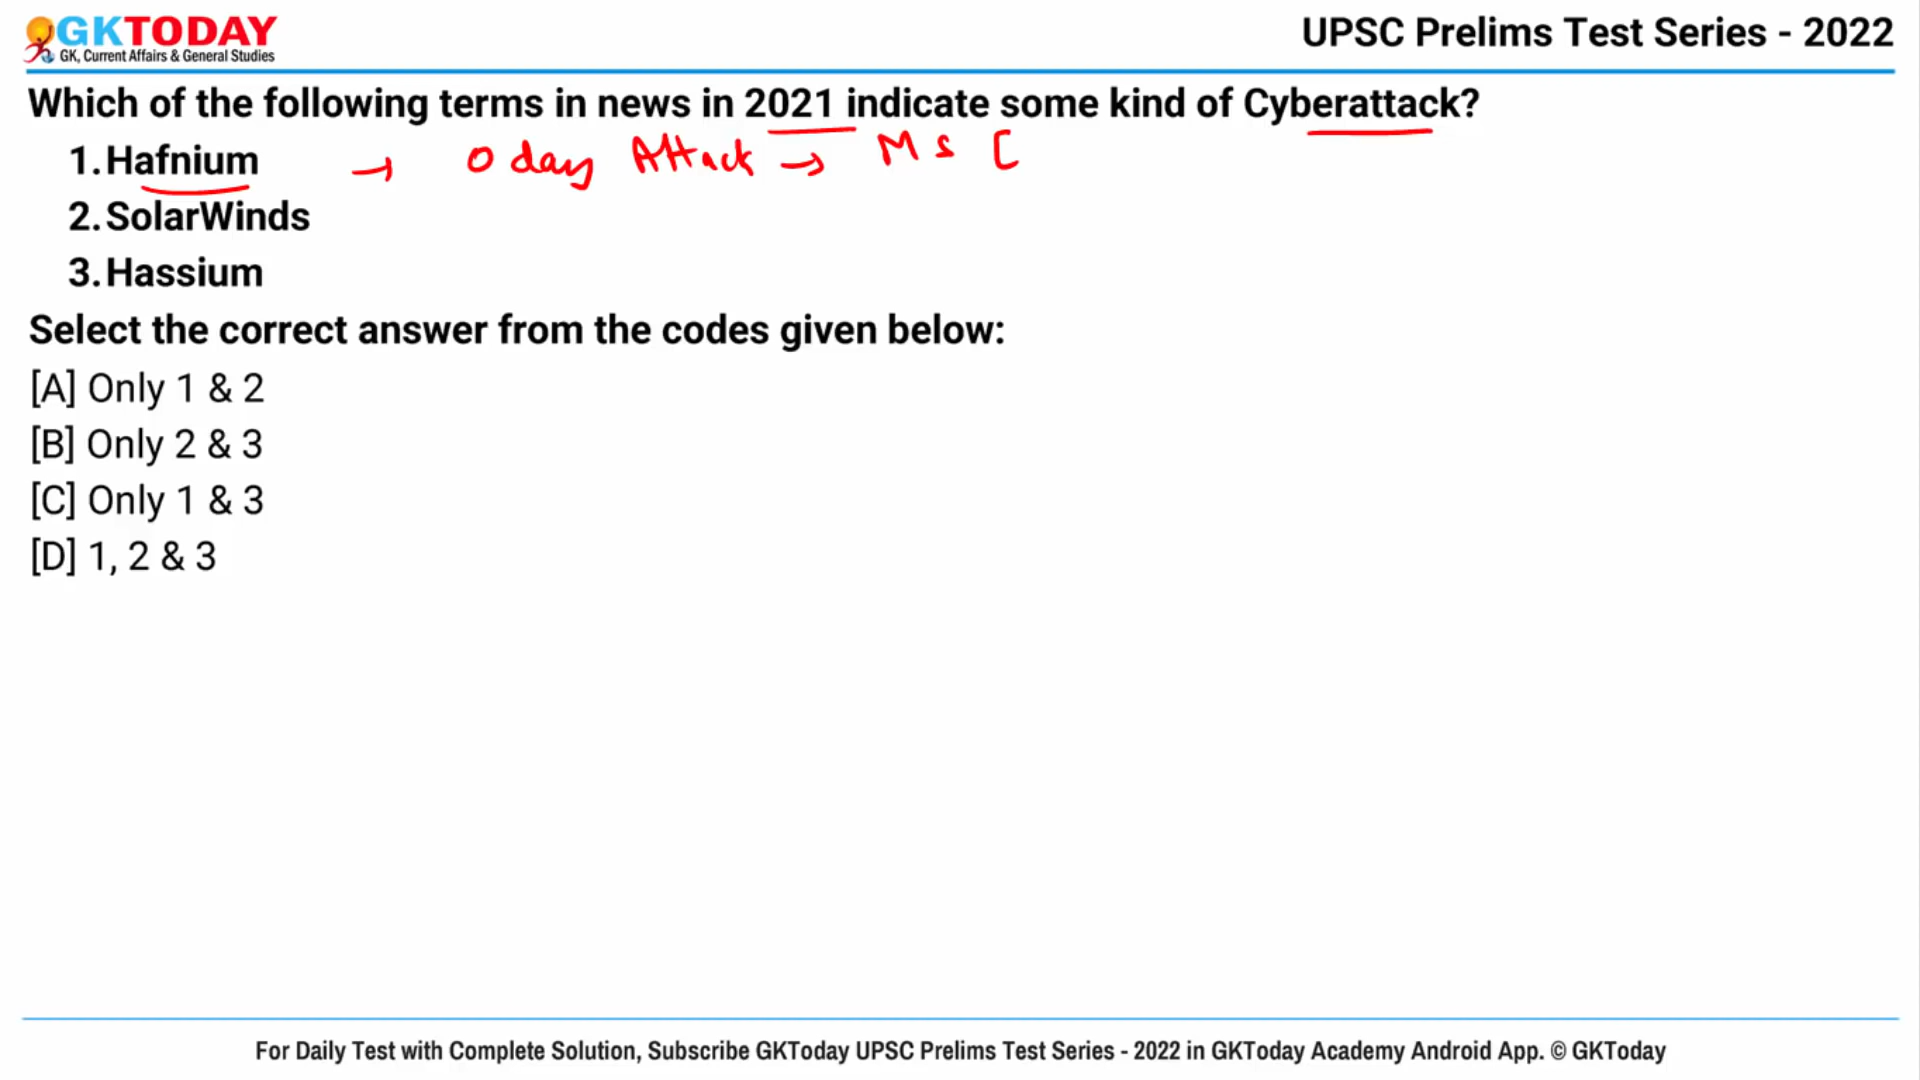 GKTODAY
GK, Current Affairs & General Studies
UPSC Prelims Test Series - 2022
Which of the following terms in news in 2021 indicate some kind of Cyberattack?
1. Hafnium → 0 day Attack → MS [
2. SolarWinds
3. Hassium
Select the correct answer from the codes given below:
[A] Only 1 & 2
[B] Only 2 & 3
[C] Only 1 & 3
[D] 1, 2 & 3
For Daily Test with Complete Solution, Subscribe GKToday UPSC Prelims Test Series - 2022 in GKToday Academy Android App. © GKToday